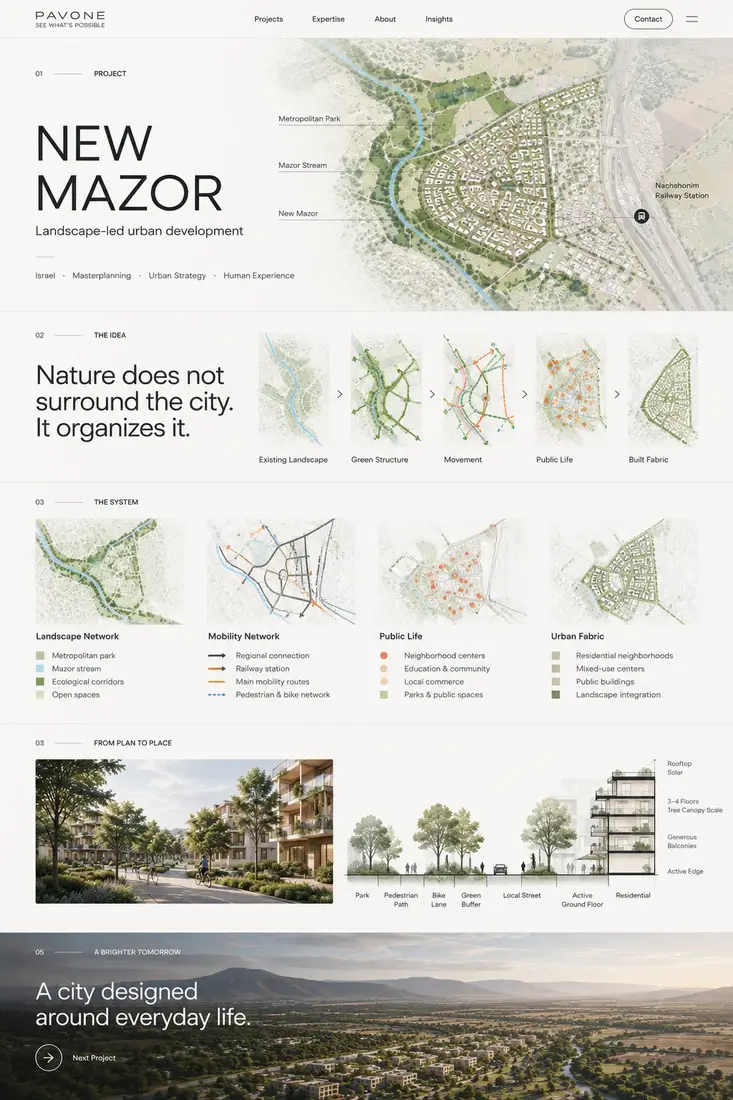 PAVONE
SEE WHAT'S POSSIBLE
Projects
Expertise
About
Insights
Contact
01
PROJECT
NEW
MAZOR
Landscape-led urban development
Israel · Masterplanning · Urban Strategy · Human Experience
Metropolitan Park
Mazor Stream
New Mazor
Nachshonim
Railway Station
02
THE IDEA
Nature does not
surround the city.
It organizes it.
Existing Landscape
Green Structure
Movement
Public Life
Built Fabric
03
THE SYSTEM
Landscape Network
Metropolitan park
Mazor stream
Ecological corridors
Open spaces
Mobility Network
Regional connection
Railway station
Main mobility routes
Pedestrian & bike network
Public Life
Neighborhood centers
Education & community
Local commerce
Parks & public spaces
Urban Fabric
Residential neighborhoods
Mixed-use centers
Public buildings
Landscape integration
03
FROM PLAN TO PLACE
Rooftop
Solar
3–4 Floors
Tree Canopy Scale
Generous
Balconies
Active Edge
Park
Pedestrian
Path
Bike
Lane
Green
Buffer
Local Street
Active
Ground Floor
Residential
05
A BRIGHTER TOMORROW
A city designed
around everyday life.
Next Project